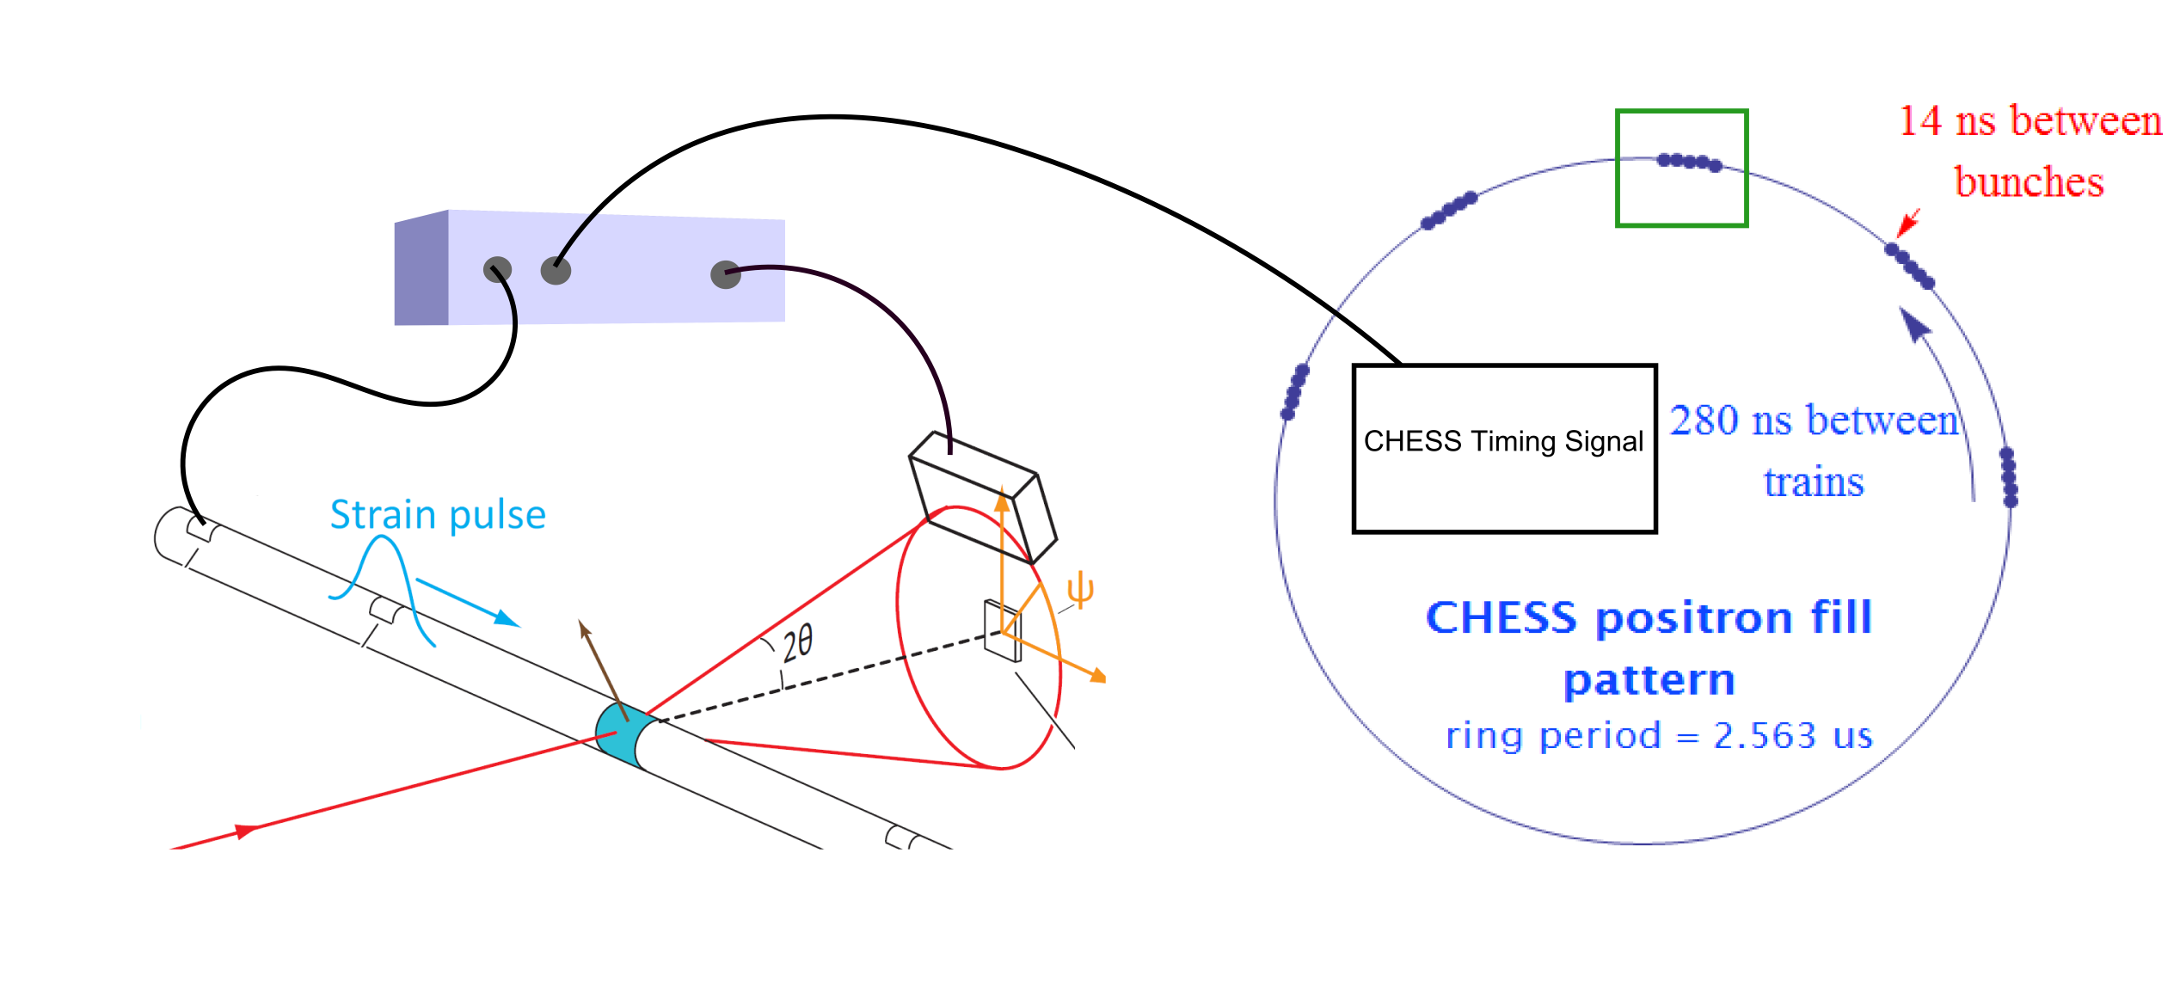 Strain pulse
2θ
ψ
CHESS Timing Signal
14 ns between
bunches
280 ns between
trains
CHESS positron fill
pattern
ring period = 2.563 us